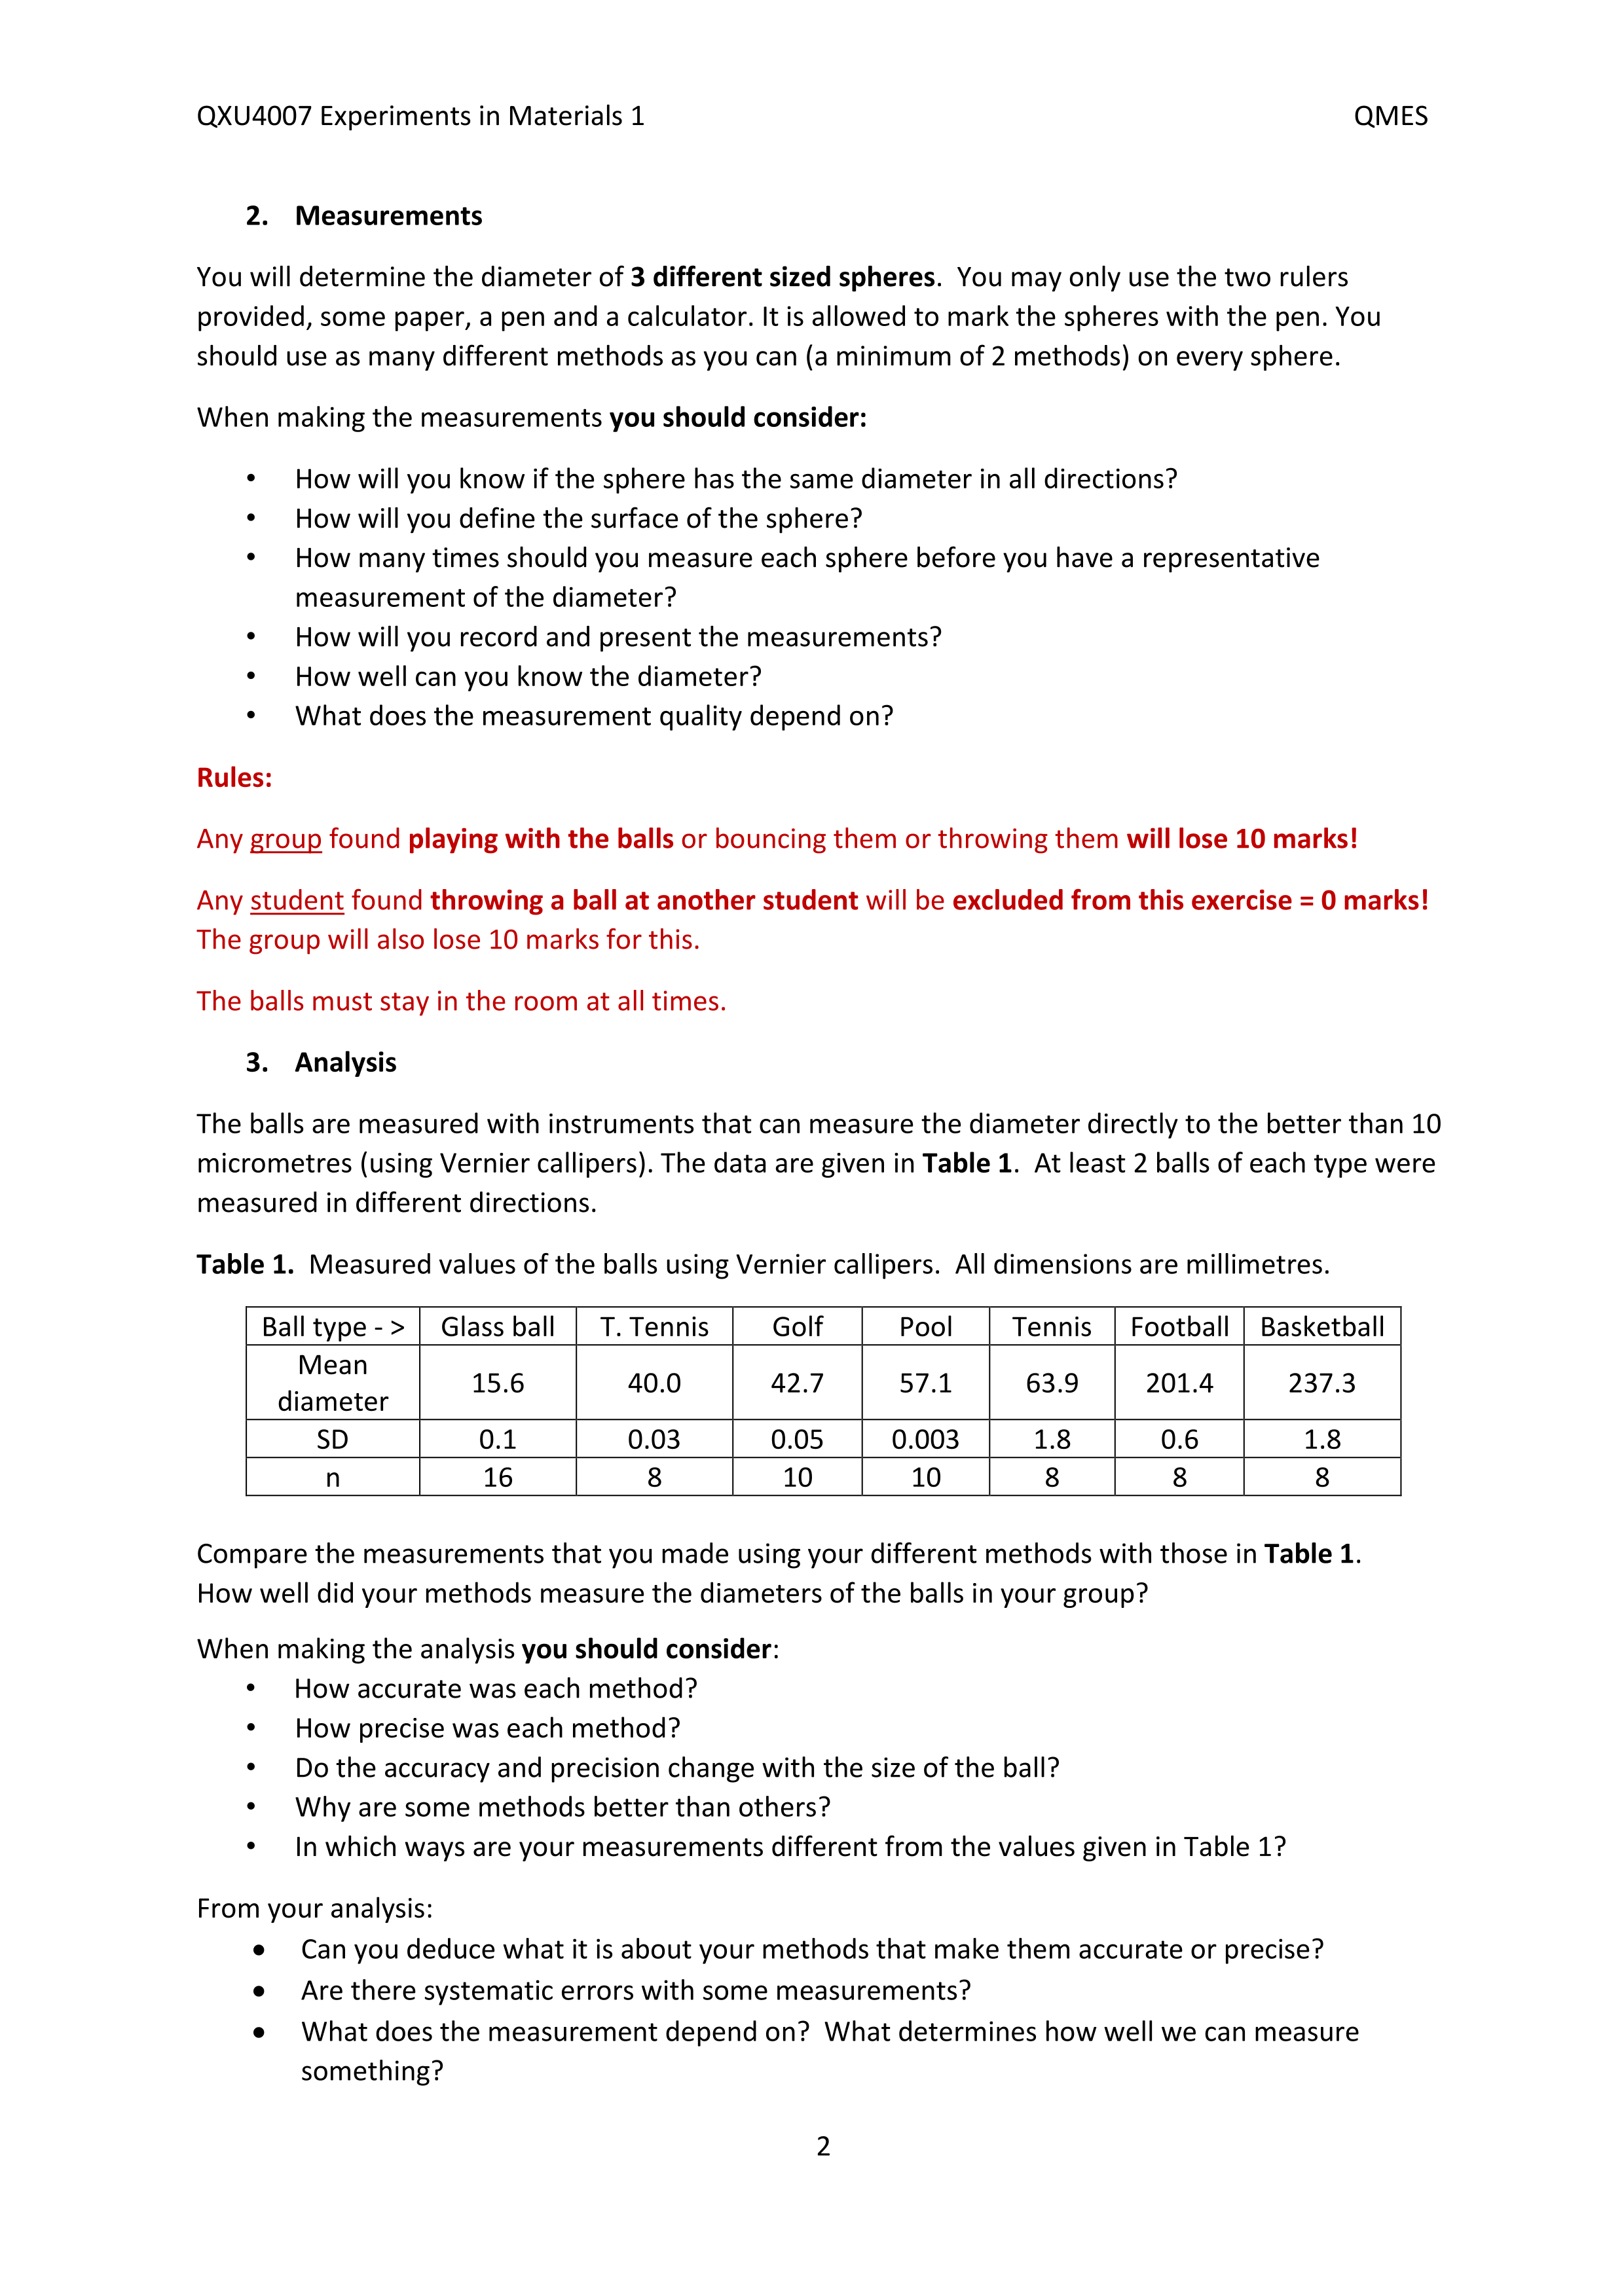 QXU4007 Experiments in Materials 1 QMES
2. Measurements
You will determine the diameter of 3 different sized spheres. You may only use the two rulers
provided, some paper, a pen and a calculator. It is allowed to mark the spheres with the pen. You
should use as many different methods as you can (a minimum of 2 methods) on every sphere.
When making the measurements you should consider:
• How will you know if the sphere has the same diameter in all directions?
• How will you define the surface of the sphere?
• How many times should you measure each sphere before you have a representative
measurement of the diameter?
• How will you record and present the measurements?
• How well can you know the diameter?
• What does the measurement quality depend on?
Rules:
Any group found playing with the balls or bouncing them or throwing them will lose 10 marks!
Any student found throwing a ball at another student will be excluded from this exercise = 0 marks!
The group will also lose 10 marks for this.
The balls must stay in the room at all times.
3. Analysis
The balls are measured with instruments that can measure the diameter directly to the better than 10
micrometres (using Vernier callipers). The data are given in Table 1. At least 2 balls of each type were
measured in different directions.
Table 1. Measured values of the balls using Vernier callipers. All dimensions are millimetres.
Ball type - > Glass ball T. Tennis Golf Pool Tennis Football Basketball
Mean
diameter 15.6 40.0 42.7 57.1 63.9 201.4 237.3
SD 0.1 0.03 0.05 0.003 1.8 0.6 1.8
n 16 8 10 10 8 8 8
Compare the measurements that you made using your different methods with those in Table 1.
How well did your methods measure the diameters of the balls in your group?
When making the analysis you should consider:
• How accurate was each method?
• How precise was each method?
• Do the accuracy and precision change with the size of the ball?
• Why are some methods better than others?
• In which ways are your measurements different from the values given in Table 1?
From your analysis:
• Can you deduce what it is about your methods that make them accurate or precise?
• Are there systematic errors with some measurements?
• What does the measurement depend on? What determines how well we can measure
something?
2